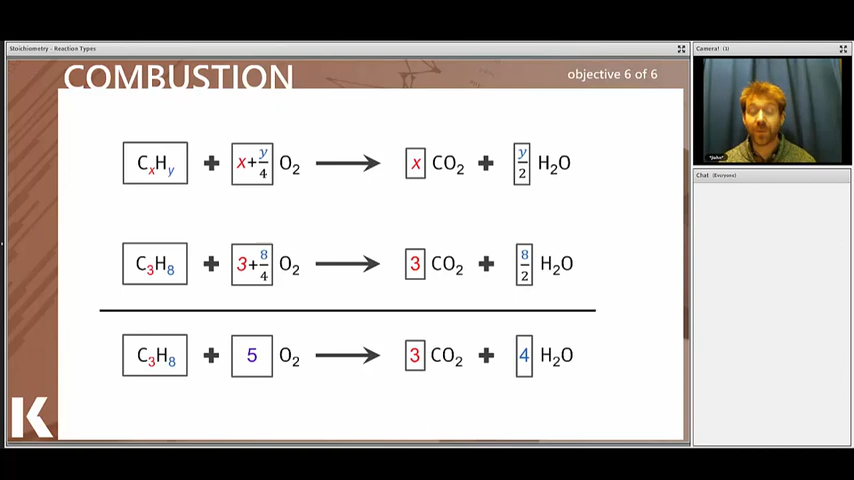 Stoichiometry - Reaction Types
COMBUSTION
objective 6 of 6
CxHy + x+y/4 O2 → x CO2 + y/2 H2O
C3H8 + 3+8/4 O2 → 3 CO2 + 8/2 H2O
C3H8 + 5 O2 → 3 CO2 + 4 H2O
K
Camera! (1)
*John*
Chat (Everyone)